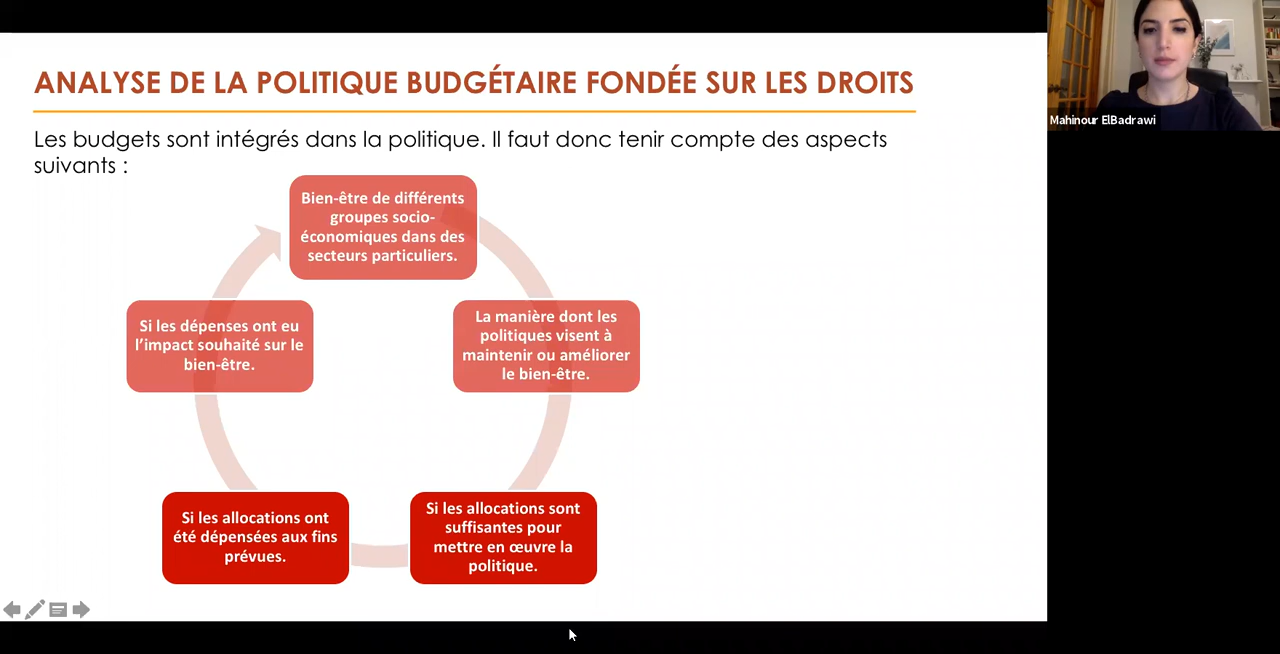 ANALYSE DE LA POLITIQUE BUDGÉTAIRE FONDÉE SUR LES DROITS
Les budgets sont intégrés dans la politique. Il faut donc tenir compte des aspects
suivants :
Bien-être de différents
groupes socio-
économiques dans des
secteurs particuliers.
La manière dont les
politiques visent à
maintenir ou améliorer
le bien-être.
Si les allocations sont
suffisantes pour
mettre en œuvre la
politique.
Si les allocations ont
été dépensées aux fins
prévues.
Si les dépenses ont eu
l’impact souhaité sur le
bien-être.
Mahinour ElBadrawi